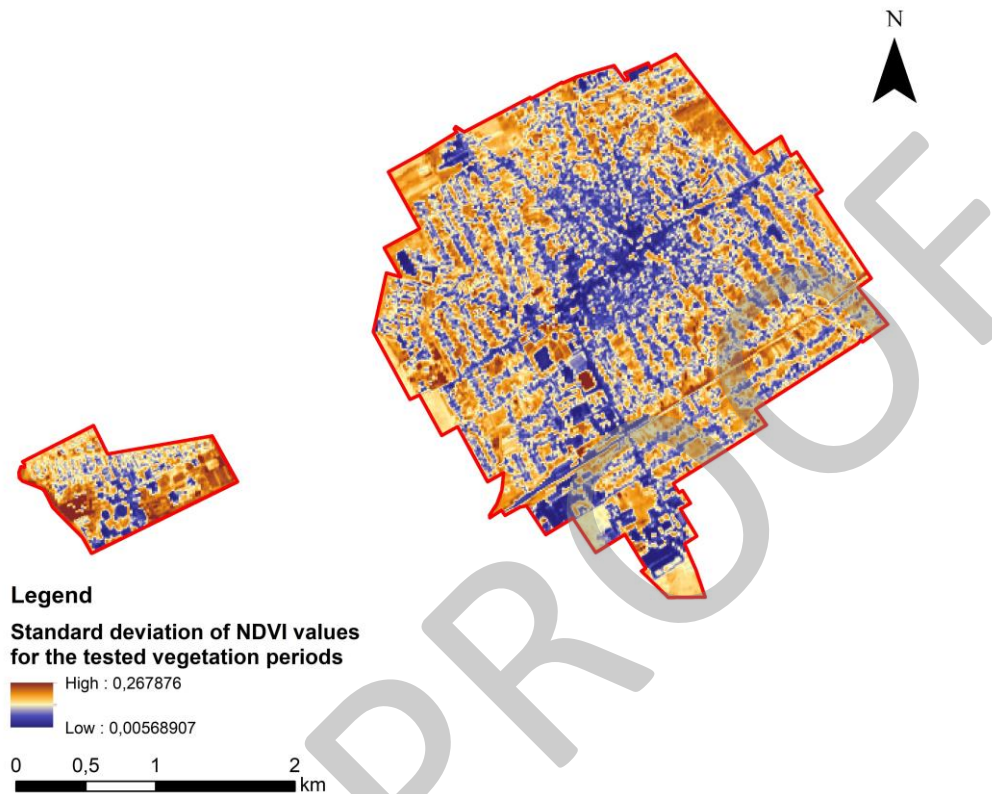 N
PROOF
Legend
Standard deviation of NDVI values
for the tested vegetation periods
High : 0,267876
Low : 0,00568907
0 0,5 1 2
km